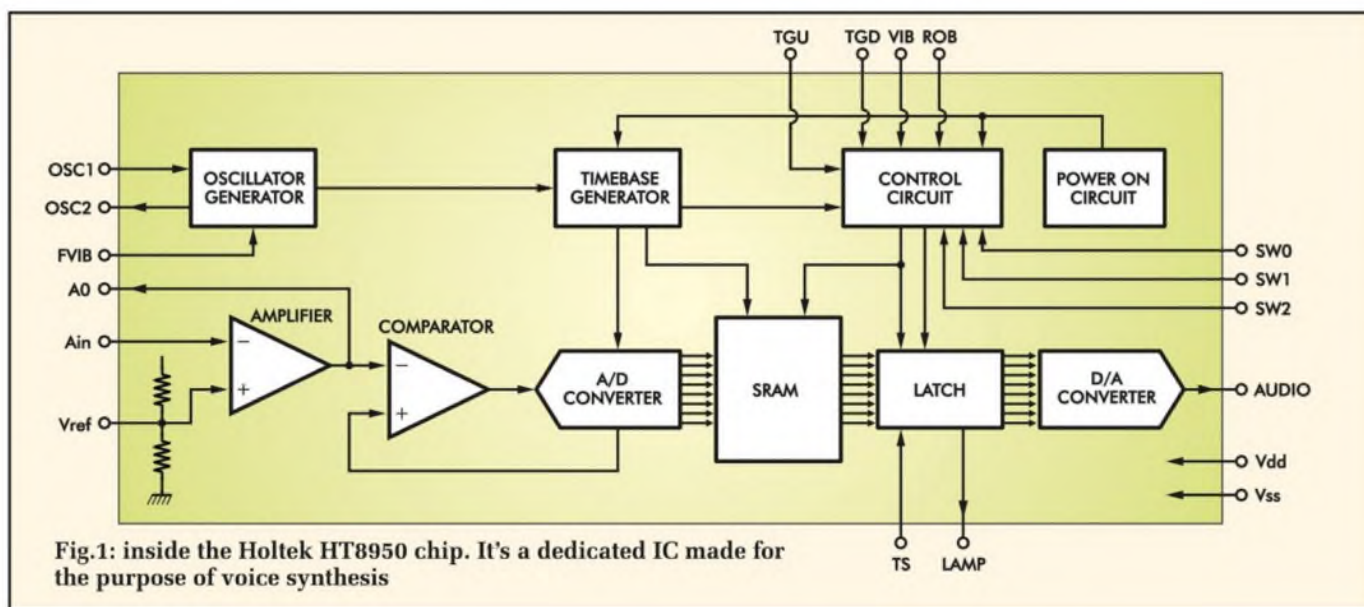 TGU
TGD VIB ROB
OSC1
OSC2
FVIB
A0
Ain
Vref
OSCILLATOR
GENERATOR
TIMEBASE
GENERATOR
CONTROL
CIRCUIT
POWER ON
CIRCUIT
SW0
SW1
SW2
AMPLIFIER
COMPARATOR
−
+
−
+
A/D
CONVERTER
SRAM
LATCH
D/A
CONVERTER
AUDIO
Vdd
Vss
TS
LAMP
Fig.1: inside the Holtek HT8950 chip. It's a dedicated IC made for
the purpose of voice synthesis